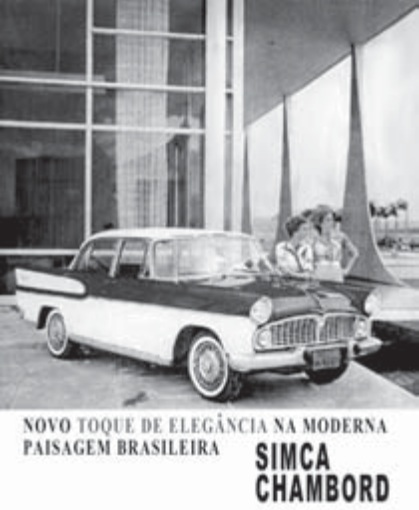 NOVO TOQUE DE ELEGÂNCIA NA MODERNA
PAISAGEM BRASILEIRA
SIMCA
CHAMBORD